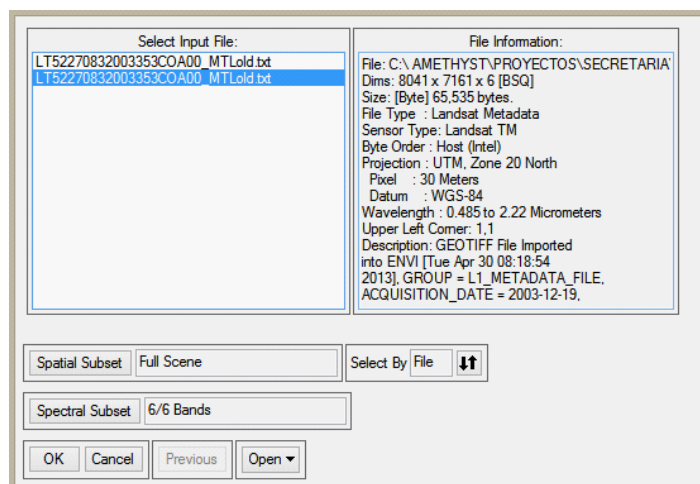 Select Input File:
LT52270832003353COA00_MTLold.txt
LT52270832003353COA00_MTLold.txt
File Information:
File: C:\ AMETHYST\PROYECTOS\SECRETARIA
Dims: 8041 x 7161 x 6 [BSQ]
Size: [Byte] 65,535 bytes.
File Type : Landsat Metadata
Sensor Type: Landsat TM
Byte Order : Host (Intel)
Projection : UTM, Zone 20 North
Pixel : 30 Meters
Datum : WGS-84
Wavelength : 0.485 to 2.22 Micrometers
Upper Left Corner: 1,1
Description: GEOTIFF File Imported
into ENVI [Tue Apr 30 08:18:54
2013], GROUP = L1_METADATA_FILE,
ACQUISITION_DATE = 2003-12-19,
Spatial Subset Full Scene Select By File
Spectral Subset 6/6 Bands
OK Cancel Previous Open